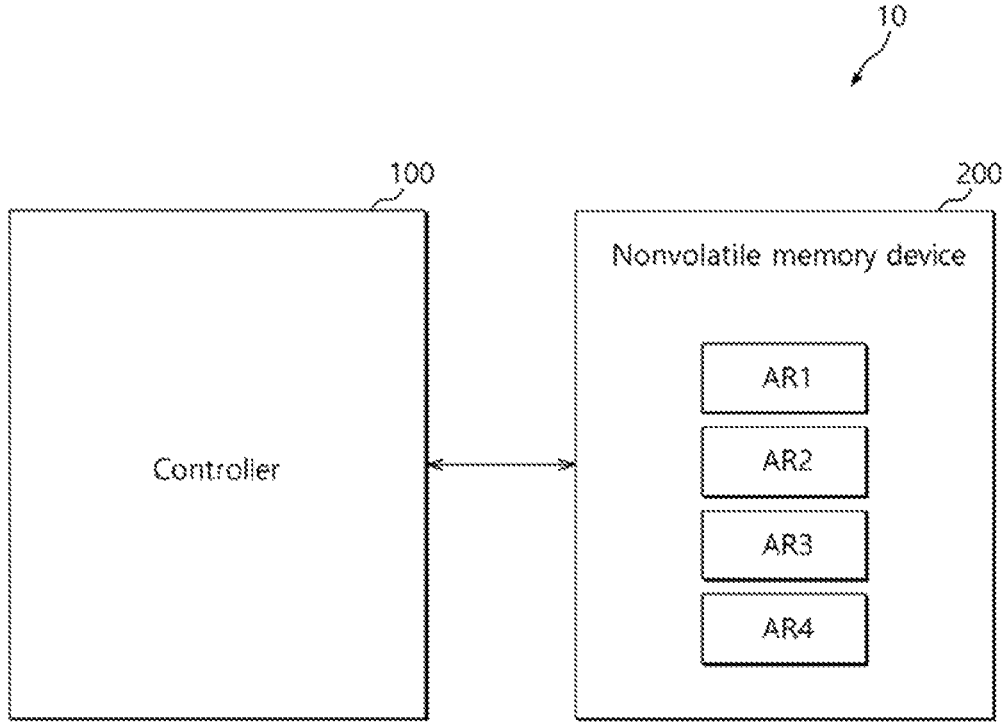 10
100
200
Nonvolatile memory device
AR1
AR2
Controller
AR3
AR4